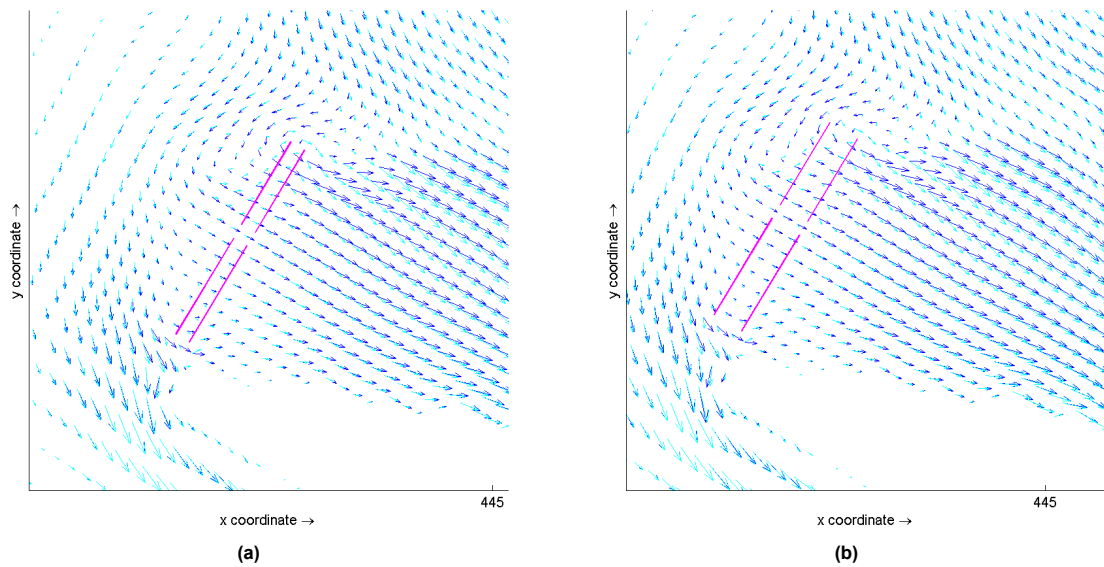 y coordinate →
445
x coordinate →
(a)
y coordinate →
445
x coordinate →
(b)